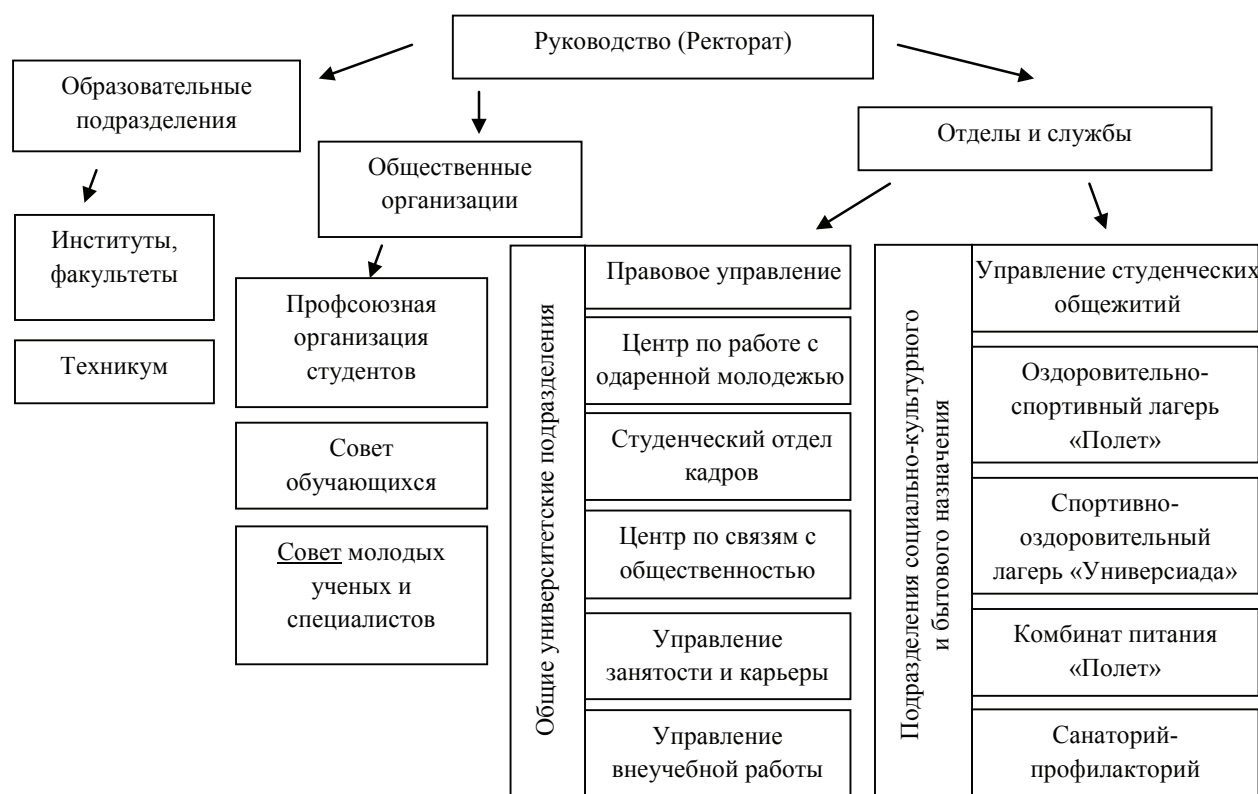 Руководство (Ректорат)
Образовательные
подразделения
Отделы и службы
Общественные
организации
Институты,
факультеты
Техникум
Профсоюзная
организация
студентов
Совет
обучающихся
Совет молодых
ученых и
специалистов
Общие университетские подразделения
Правовое управление
Центр по работе с
одаренной молодежью
Студенческий отдел
кадров
Центр по связям с
общественностью
Управление
занятости и карьеры
Управление
внеучебной работы
Подразделения социально-культурного
и бытового назначения
Управление студенческих
общежитий
Оздоровительно-
спортивный лагерь
«Полет»
Спортивно-
оздоровительный
лагерь «Универсиада»
Комбинат питания
«Полет»
Санаторий-
профилакторий